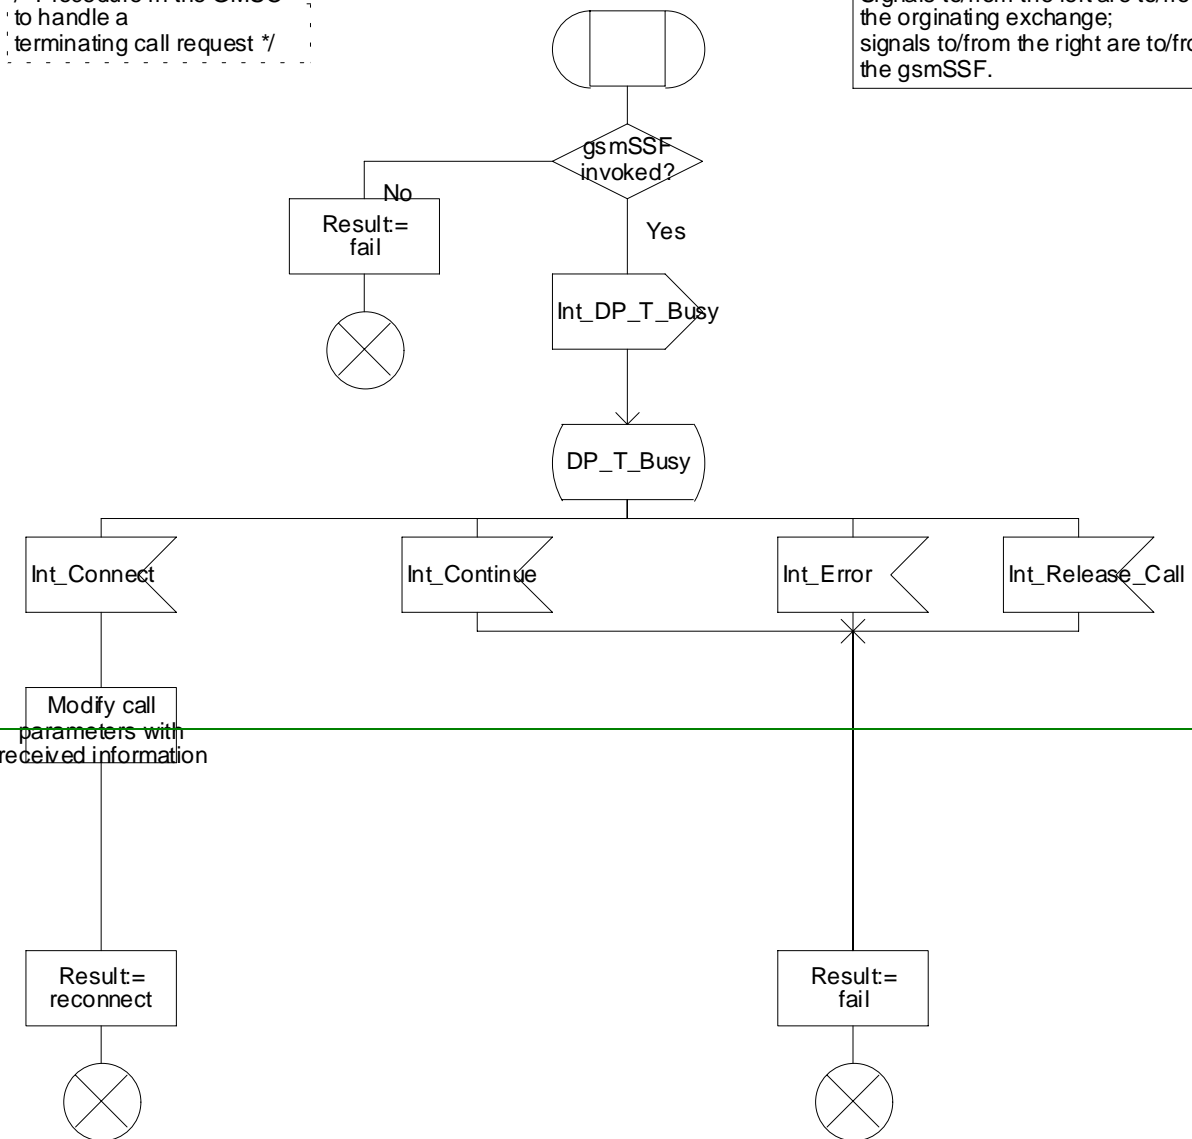 to handle a
terminating call request */
the orginating exchange;
signals to/from the right are to/fro
the gsmSSF.
gsmSSF
invoked?
No
Yes
Result:=
fail
Int_DP_T_Busy
DP_T_Busy
Int_Connect
Int_Continue
Int_Error
Int_Release_Call
Modify call
parameters with
received information
Result:=
reconnect
Result:=
fail